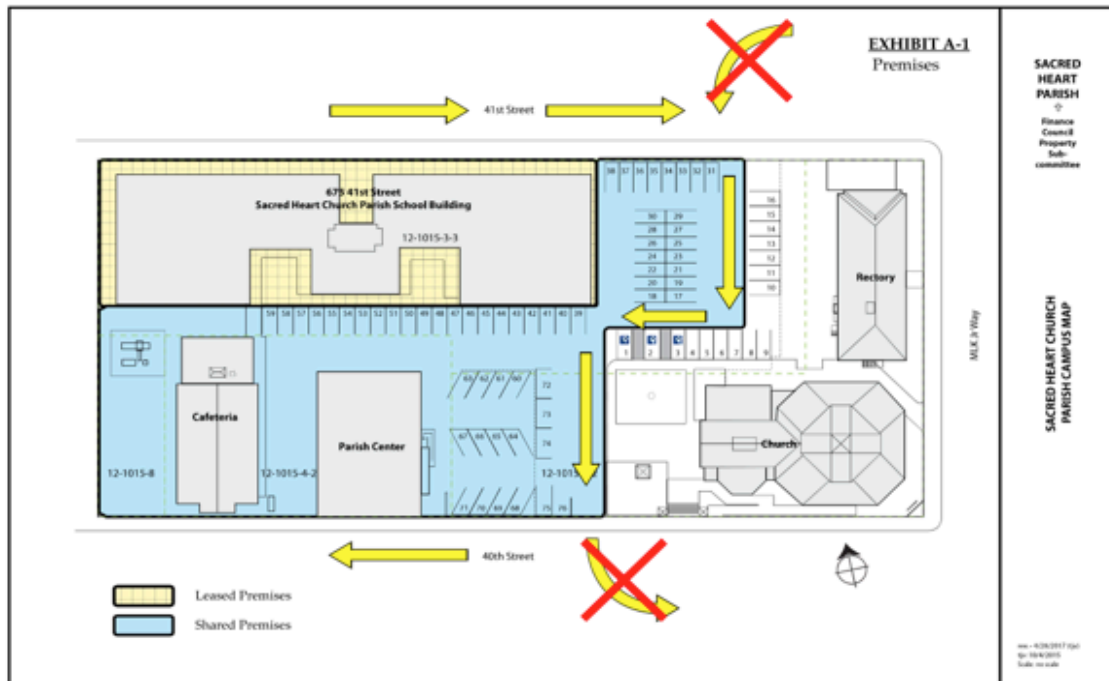 EXHIBIT A-1
Premises
41st Street
675 41st Street
Sacred Heart Church Parish School Building
12-1015-3-3
38 37 36 35 34 33 32 31
30 29
28 27
26 25
24 23
22 21
20 19
18 17
16
15
14
13
12
11
10
Rectory
59 58 57 56 55 54 53 52 51 50 49 48 47 46 45 44 43 42 41 40 39
1 2 3 4 5 6 7 8 9
63 62 61 60
72
73
74
67 66 65 64
71 70 69 68 75 76
Cafeteria
Parish Center
Church
12-1015-8
12-1015-4-2
MLK Jr Way
40th Street
Leased Premises
Shared Premises
SACRED
HEART
PARISH
Finance
Council
Property
Sub-
committee
SACRED HEART CHURCH
PARISH CAMPUS MAP
Scale: no scale